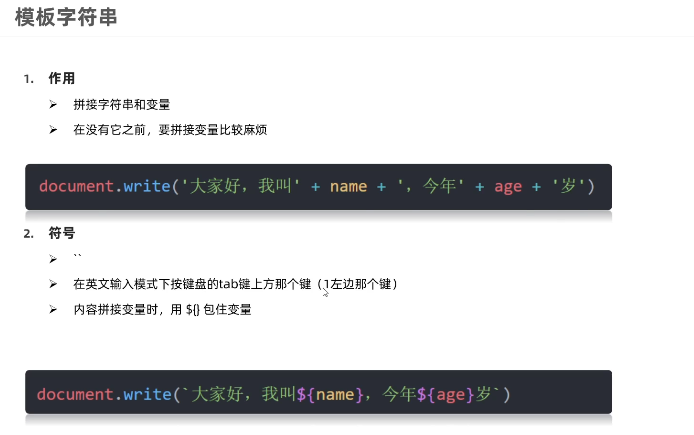 模板字符串
1. 作用
➢ 拼接字符串和变量
➢ 在没有它之前，要拼接变量比较麻烦
document.write('大家好，我叫' + name + '，今年' + age + '岁')
2. 符号
➢ ``
➢ 在英文输入模式下按键盘的tab键上方那个键（1左边那个键）
➢ 内容拼接变量时，用 ${} 包住变量
document.write(`大家好，我叫${name}，今年${age}岁`)